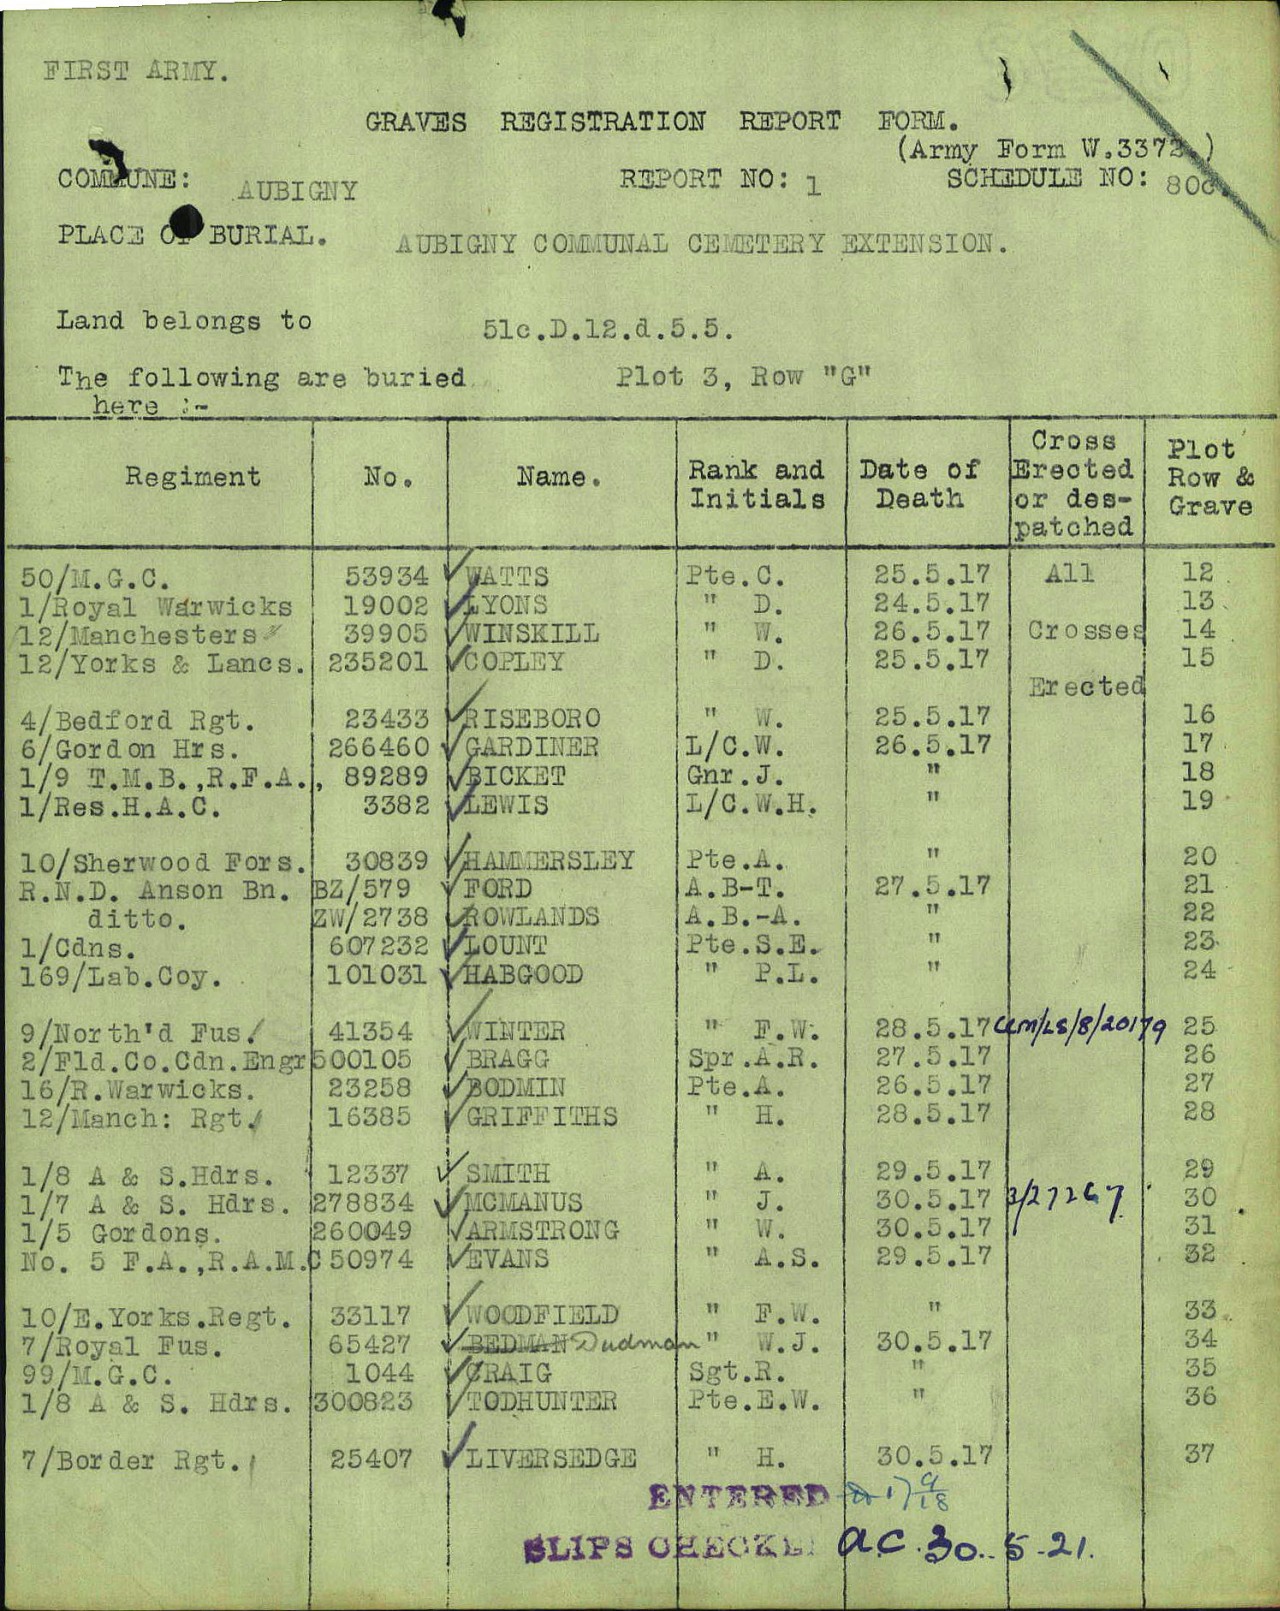 FIRST ARMY.
GRAVES REGISTRATION REPORT FORM.
(Army Form W.3372.)
COMMUNE: AUBIGNY REPORT NO: 1 SCHEDULE NO:
PLACE OF BURIAL. AUBIGNY COMMUNAL CEMETERY EXTENSION.
Land belongs to 51c.D.12.d.5.5.
The following are buried Plot 3, Row "G"
here :-
Regiment No. Name. Rank and Initials Date of Death Cross Erected or des-patched Plot Row & Grave
50/M.G.C. 53934 WATTS Pte.C. 25.5.17 All 12
1/Royal Warwicks 19002 LYONS " D. 24.5.17 13
12/Manchesters 39905 WINSKILL " W. 26.5.17 Crosses 14
12/Yorks & Lancs. 235201 COPLEY " D. 25.5.17 15
Erected
4/Bedford Rgt. 23433 RISEBORO " W. 25.5.17 16
6/Gordon Hrs. 266460 GARDINER L/C.W. 26.5.17 17
1/9 T.M.B.,R.F.A., 89289 BICKET Gnr.J. " 18
1/Res.H.A.C. 3382 LEWIS L/C.W.H. " 19
10/Sherwood Fors. 30839 HAMMERSLEY Pte.A. " 20
R.N.D. Anson Bn. BZ/579 FORD A.B-T. 27.5.17 21
ditto. ZW/2738 ROWLANDS A.B.-A. " 22
1/Cdns. 607232 LOUNT Pte.S.E. " 23
169/Lab.Coy. 101031 HABGOOD " P.L. " 24
9/North'd Fus. 41354 WINTER " F.W. 28.5.17 25
2/Fld.Co.Cdn.Engr 500105 BRAGG Spr.A.R. 27.5.17 26
16/R.Warwicks. 23258 BODMIN Pte.A. 26.5.17 27
12/Manch: Rgt. 16385 GRIFFITHS " H. 28.5.17 28
1/8 A & S.Hdrs. 12337 SMITH " A. 29.5.17 29
1/7 A & S. Hdrs. 278834 MCMANUS " J. 30.5.17 3/27267 30
1/5 Gordons. 260049 ARMSTRONG " W. 30.5.17 31
No. 5 F.A.,R.A.M.C 50974 EVANS " A.S. 29.5.17 32
10/E.Yorks.Regt. 33117 WOODFIELD " F.W. " 33
7/Royal Fus. 65427 BEDMAN Dudman " W.J. 30.5.17 34
99/M.G.C. 1044 CRAIG Sgt.R. " 35
1/8 A & S. Hdrs. 300823 TODHUNTER Pte.E.W. " 36
7/Border Rgt. 25407 LIVERSEDGE " H. 30.5.17 37
ENTERED 17 9/18
SLIPS CHECKE a.c. 30.5.21.